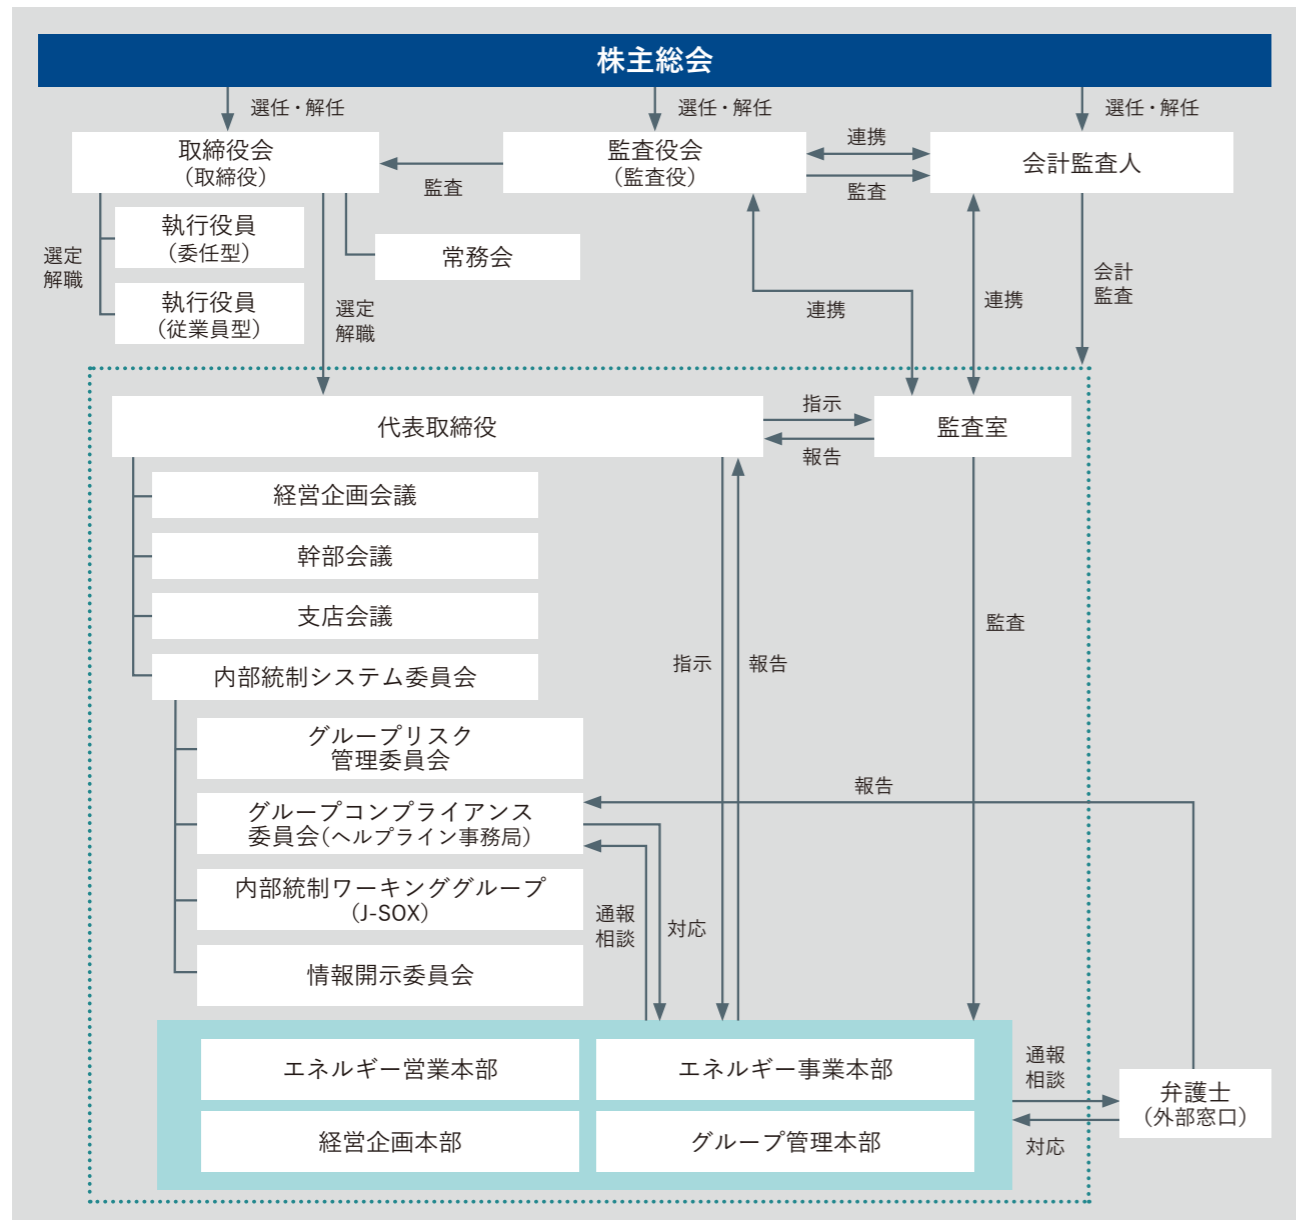 株主総会
選任・解任
選任・解任
選任・解任
取締役会
（取締役）
監査
監査役会
（監査役）
連携
監査
会計監査人
選定
解職
執行役員
（委任型）
執行役員
（従業員型）
常務会
選定
解職
連携
連携
会計
監査
代表取締役
指示
報告
監査室
経営企画会議
幹部会議
支店会議
内部統制システム委員会
指示
報告
監査
グループリスク
管理委員会
報告
グループコンプライアンス
委員会（ヘルプライン事務局）
内部統制ワーキンググループ
（J-SOX）
通報
相談
対応
情報開示委員会
エネルギー営業本部
エネルギー事業本部
経営企画本部
グループ管理本部
通報
相談
対応
弁護士
（外部窓口）